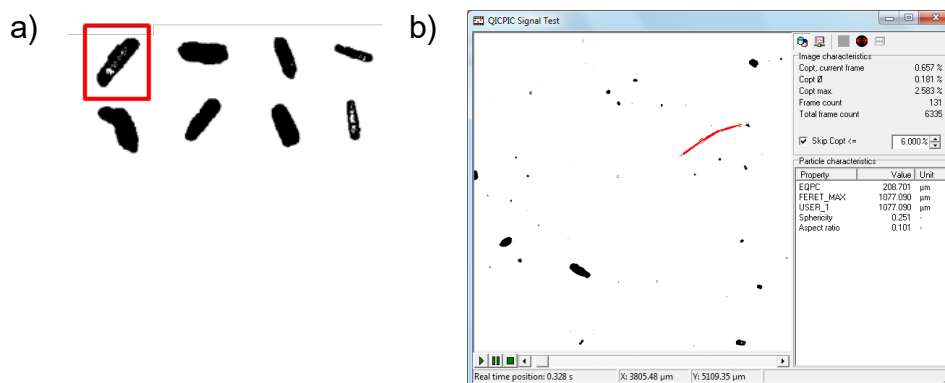 a)
b)
QICPIC Signal Test
Image characteristics
Copt, current frame 0.657 %
Copt Ø 0.181 %
Copt max. 2.583 %
Frame count 131
Total frame count 6335
Skip Copt <= 6.000 %
Particle characteristics
Property Value Unit
EQPC 208.701 µm
FERET_MAX 1077.090 µm
USER_1 1077.090 µm
Sphericity 0.251 -
Aspect ratio 0.101 -
Real time position: 0.328 s X: 3805.48 µm Y: 5109.35 µm